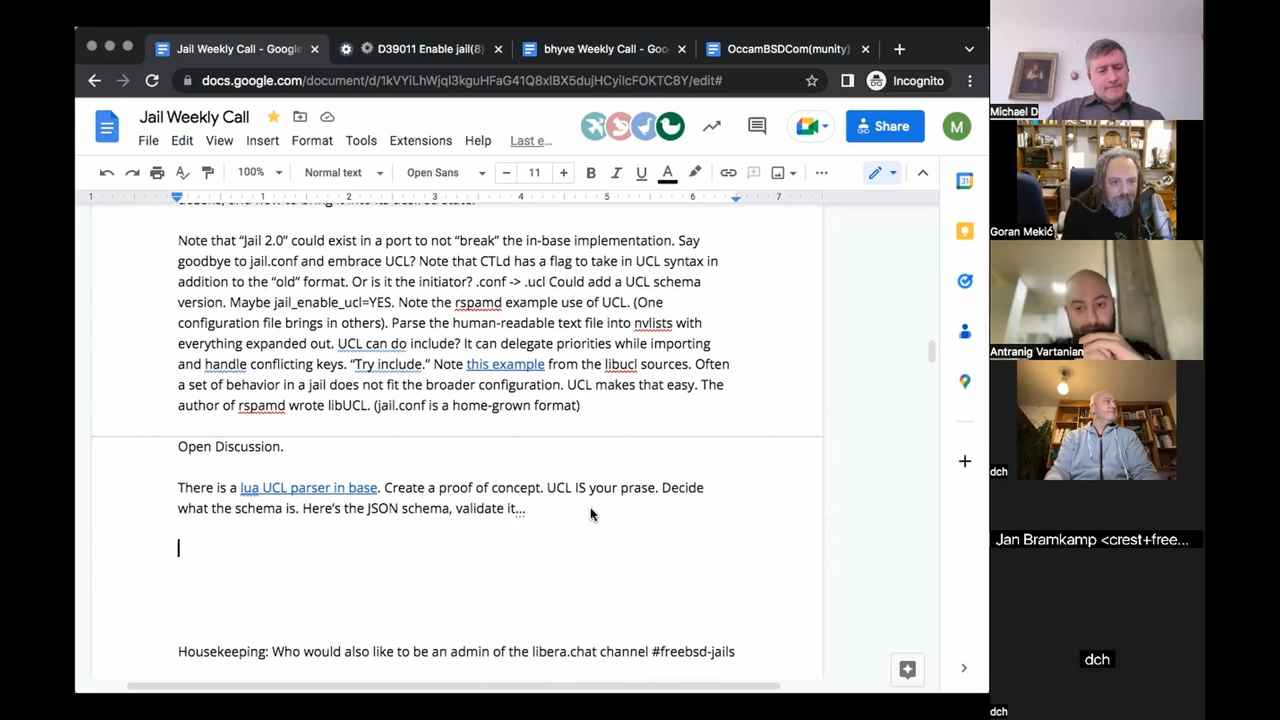 Jail Weekly Call - Google
D39011 Enable jail(8)
bhyve Weekly Call - Goo
OccamBSDCom(munity)
docs.google.com/document/d/1kVYiLhWjql3kguHFaG41Q8xIBX5dujHCyilcFOKTC8Y/edit#
Incognito
Jail Weekly Call
File Edit View Insert Format Tools Extensions Help Last e...
Share
M
100%
Normal text
Open Sans
11
B I U A
1 1 2 3 4 5 6 7
Note that “Jail 2.0” could exist in a port to not “break” the in-base implementation. Say
goodbye to jail.conf and embrace UCL? Note that CTLd has a flag to take in UCL syntax in
addition to the “old” format. Or is it the initiator? .conf -> .ucl Could add a UCL schema
version. Maybe jail_enable_ucl=YES. Note the rspamd example use of UCL. (One
configuration file brings in others). Parse the human-readable text file into nvlists with
everything expanded out. UCL can do include? It can delegate priorities while importing
and handle conflicting keys. “Try include.” Note this example from the libucl sources. Often
a set of behavior in a jail does not fit the broader configuration. UCL makes that easy. The
author of rspamd wrote libUCL. (jail.conf is a home-grown format)
Open Discussion.
There is a lua UCL parser in base. Create a proof of concept. UCL IS your prase. Decide
what the schema is. Here’s the JSON schema, validate it...
Housekeeping: Who would also like to be an admin of the libera.chat channel #freebsd-jails
31
Michael D
Goran Mekić
Antranig Vartanian
dch
Jan Bramkamp <crest+free...
dch
dch